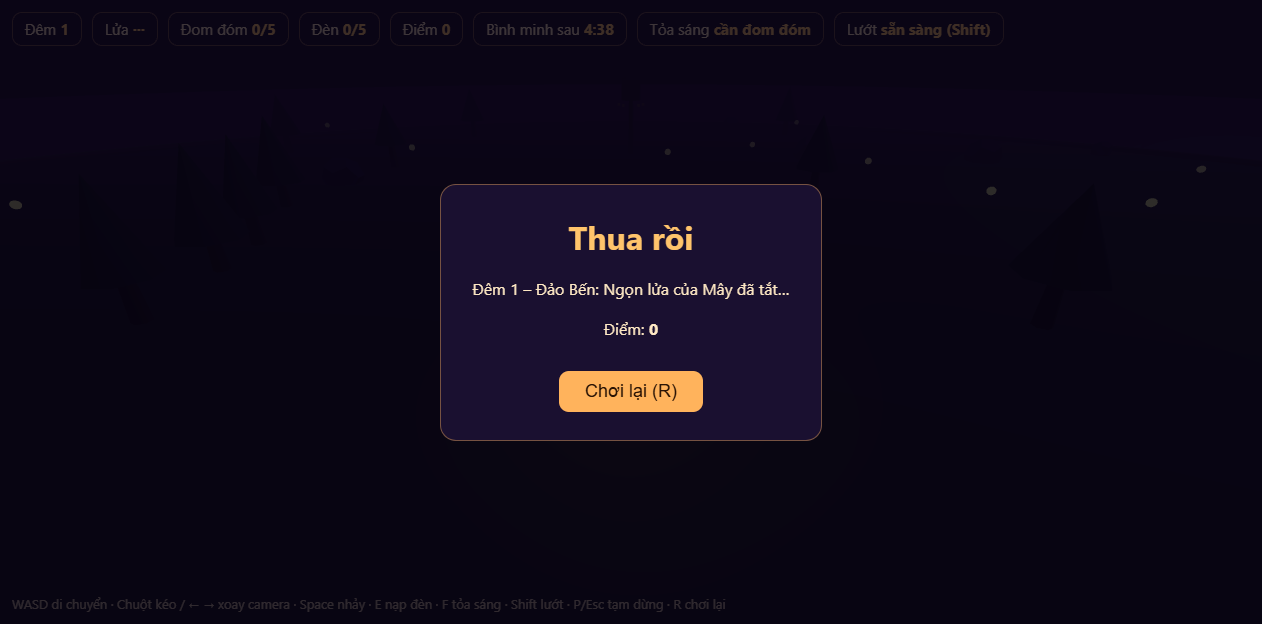 Đêm 1 Lửa --- Đom đóm 0/5 Đèn 0/5 Điểm 0 Bình minh sau 4:38 Tỏa sáng cần đom đóm Lướt sẵn sàng (Shift)
Thua rồi
Đêm 1 – Đảo Bến: Ngọn lửa của Mây đã tắt...
Điểm: 0
Chơi lại (R)
WASD di chuyển · Chuột kéo / ← → xoay camera · Space nhảy · E nạp đèn · F tỏa sáng · Shift lướt · P/Esc tạm dừng · R chơi lại